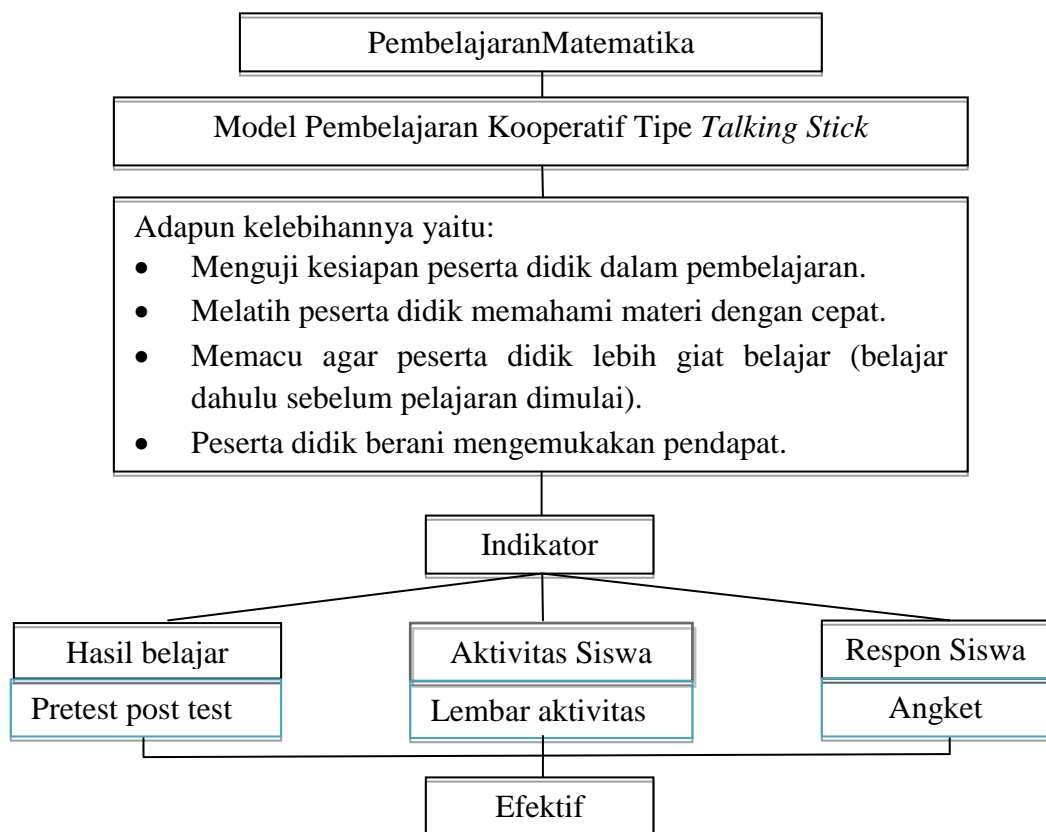 PembelajaranMatematika
Model Pembelajaran Kooperatif Tipe Talking Stick
Adapun kelebihannya yaitu:
• Menguji kesiapan peserta didik dalam pembelajaran.
• Melatih peserta didik memahami materi dengan cepat.
• Memacu agar peserta didik lebih giat belajar (belajar
dahulu sebelum pelajaran dimulai).
• Peserta didik berani mengemukakan pendapat.
Indikator
Hasil belajar
Pretest post test
Aktivitas Siswa
Lembar aktivitas
Respon Siswa
Angket
Efektif